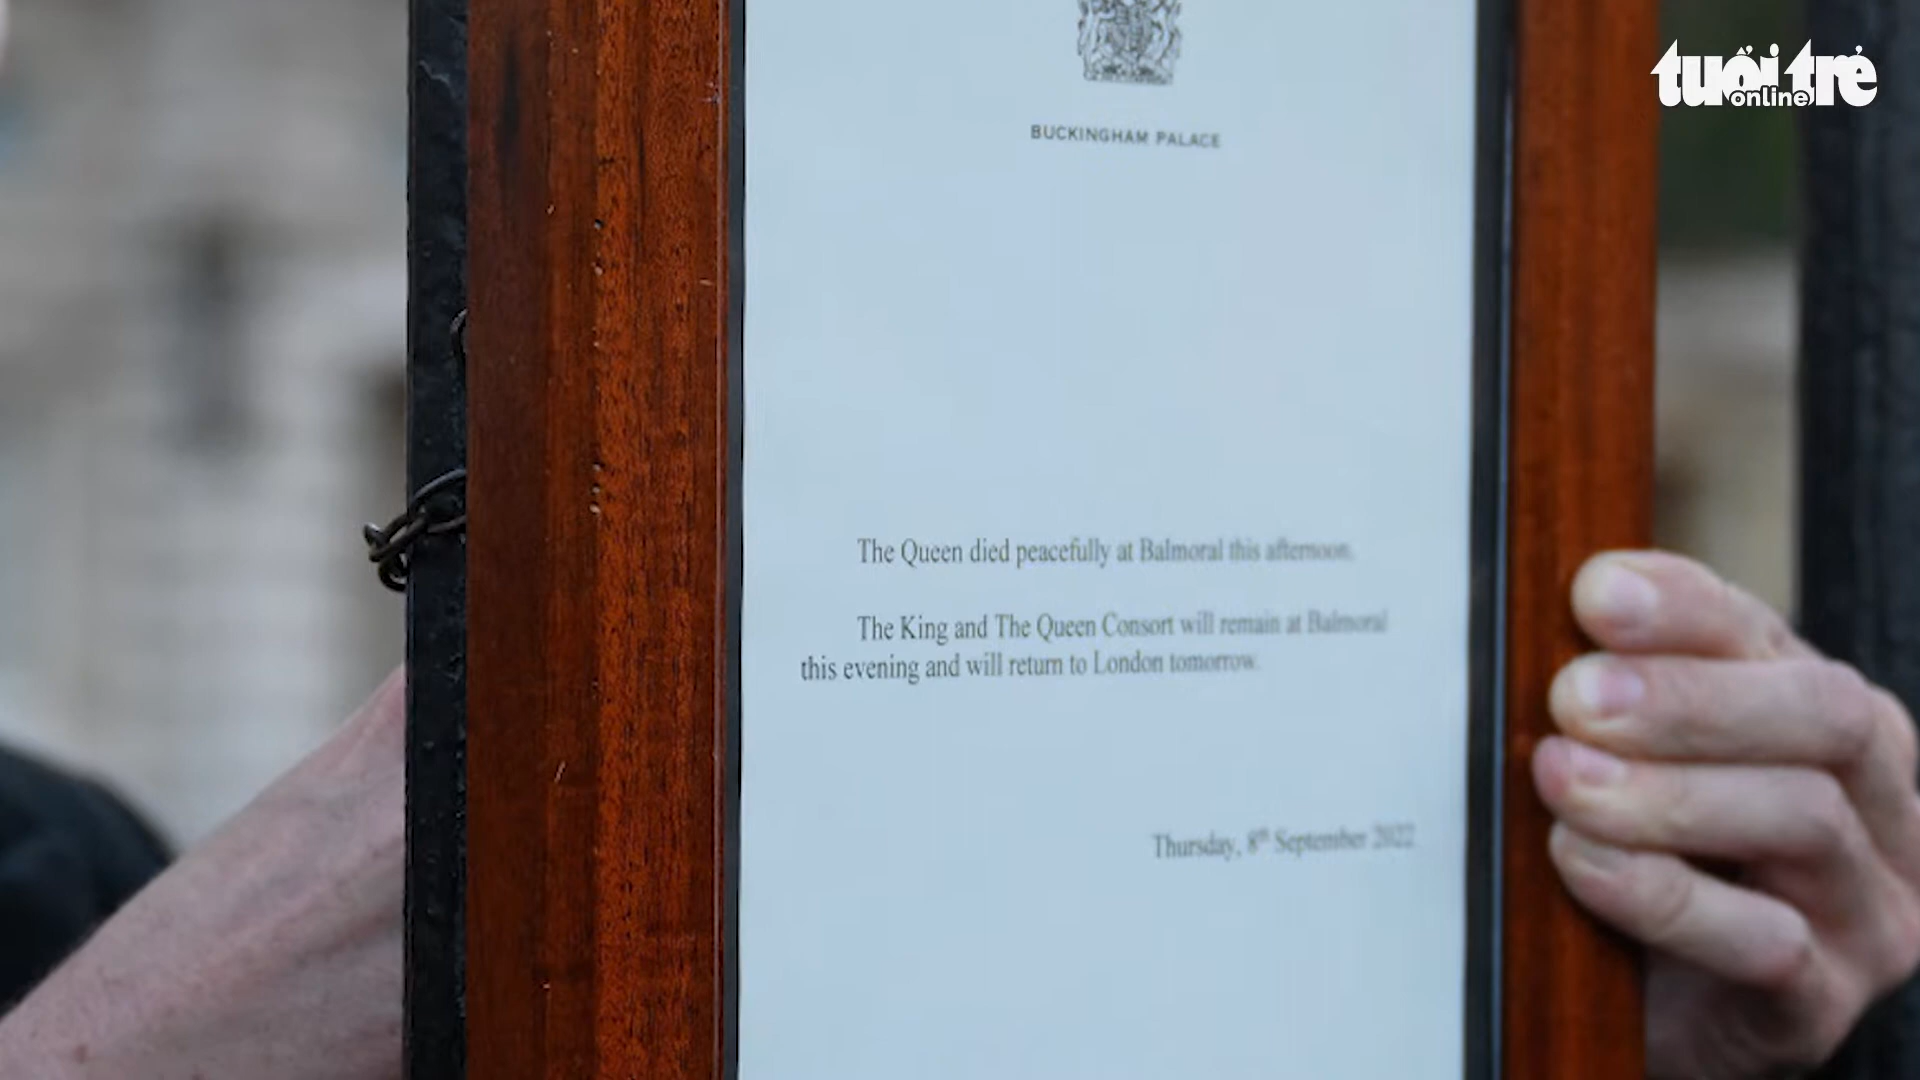 tuổi trẻ
online
BUCKINGHAM PALACE
The Queen died peacefully at Balmoral this afternoon.
The King and The Queen Consort will remain at Balmoral
this evening and will return to London tomorrow.
Thursday, 8th September 2022